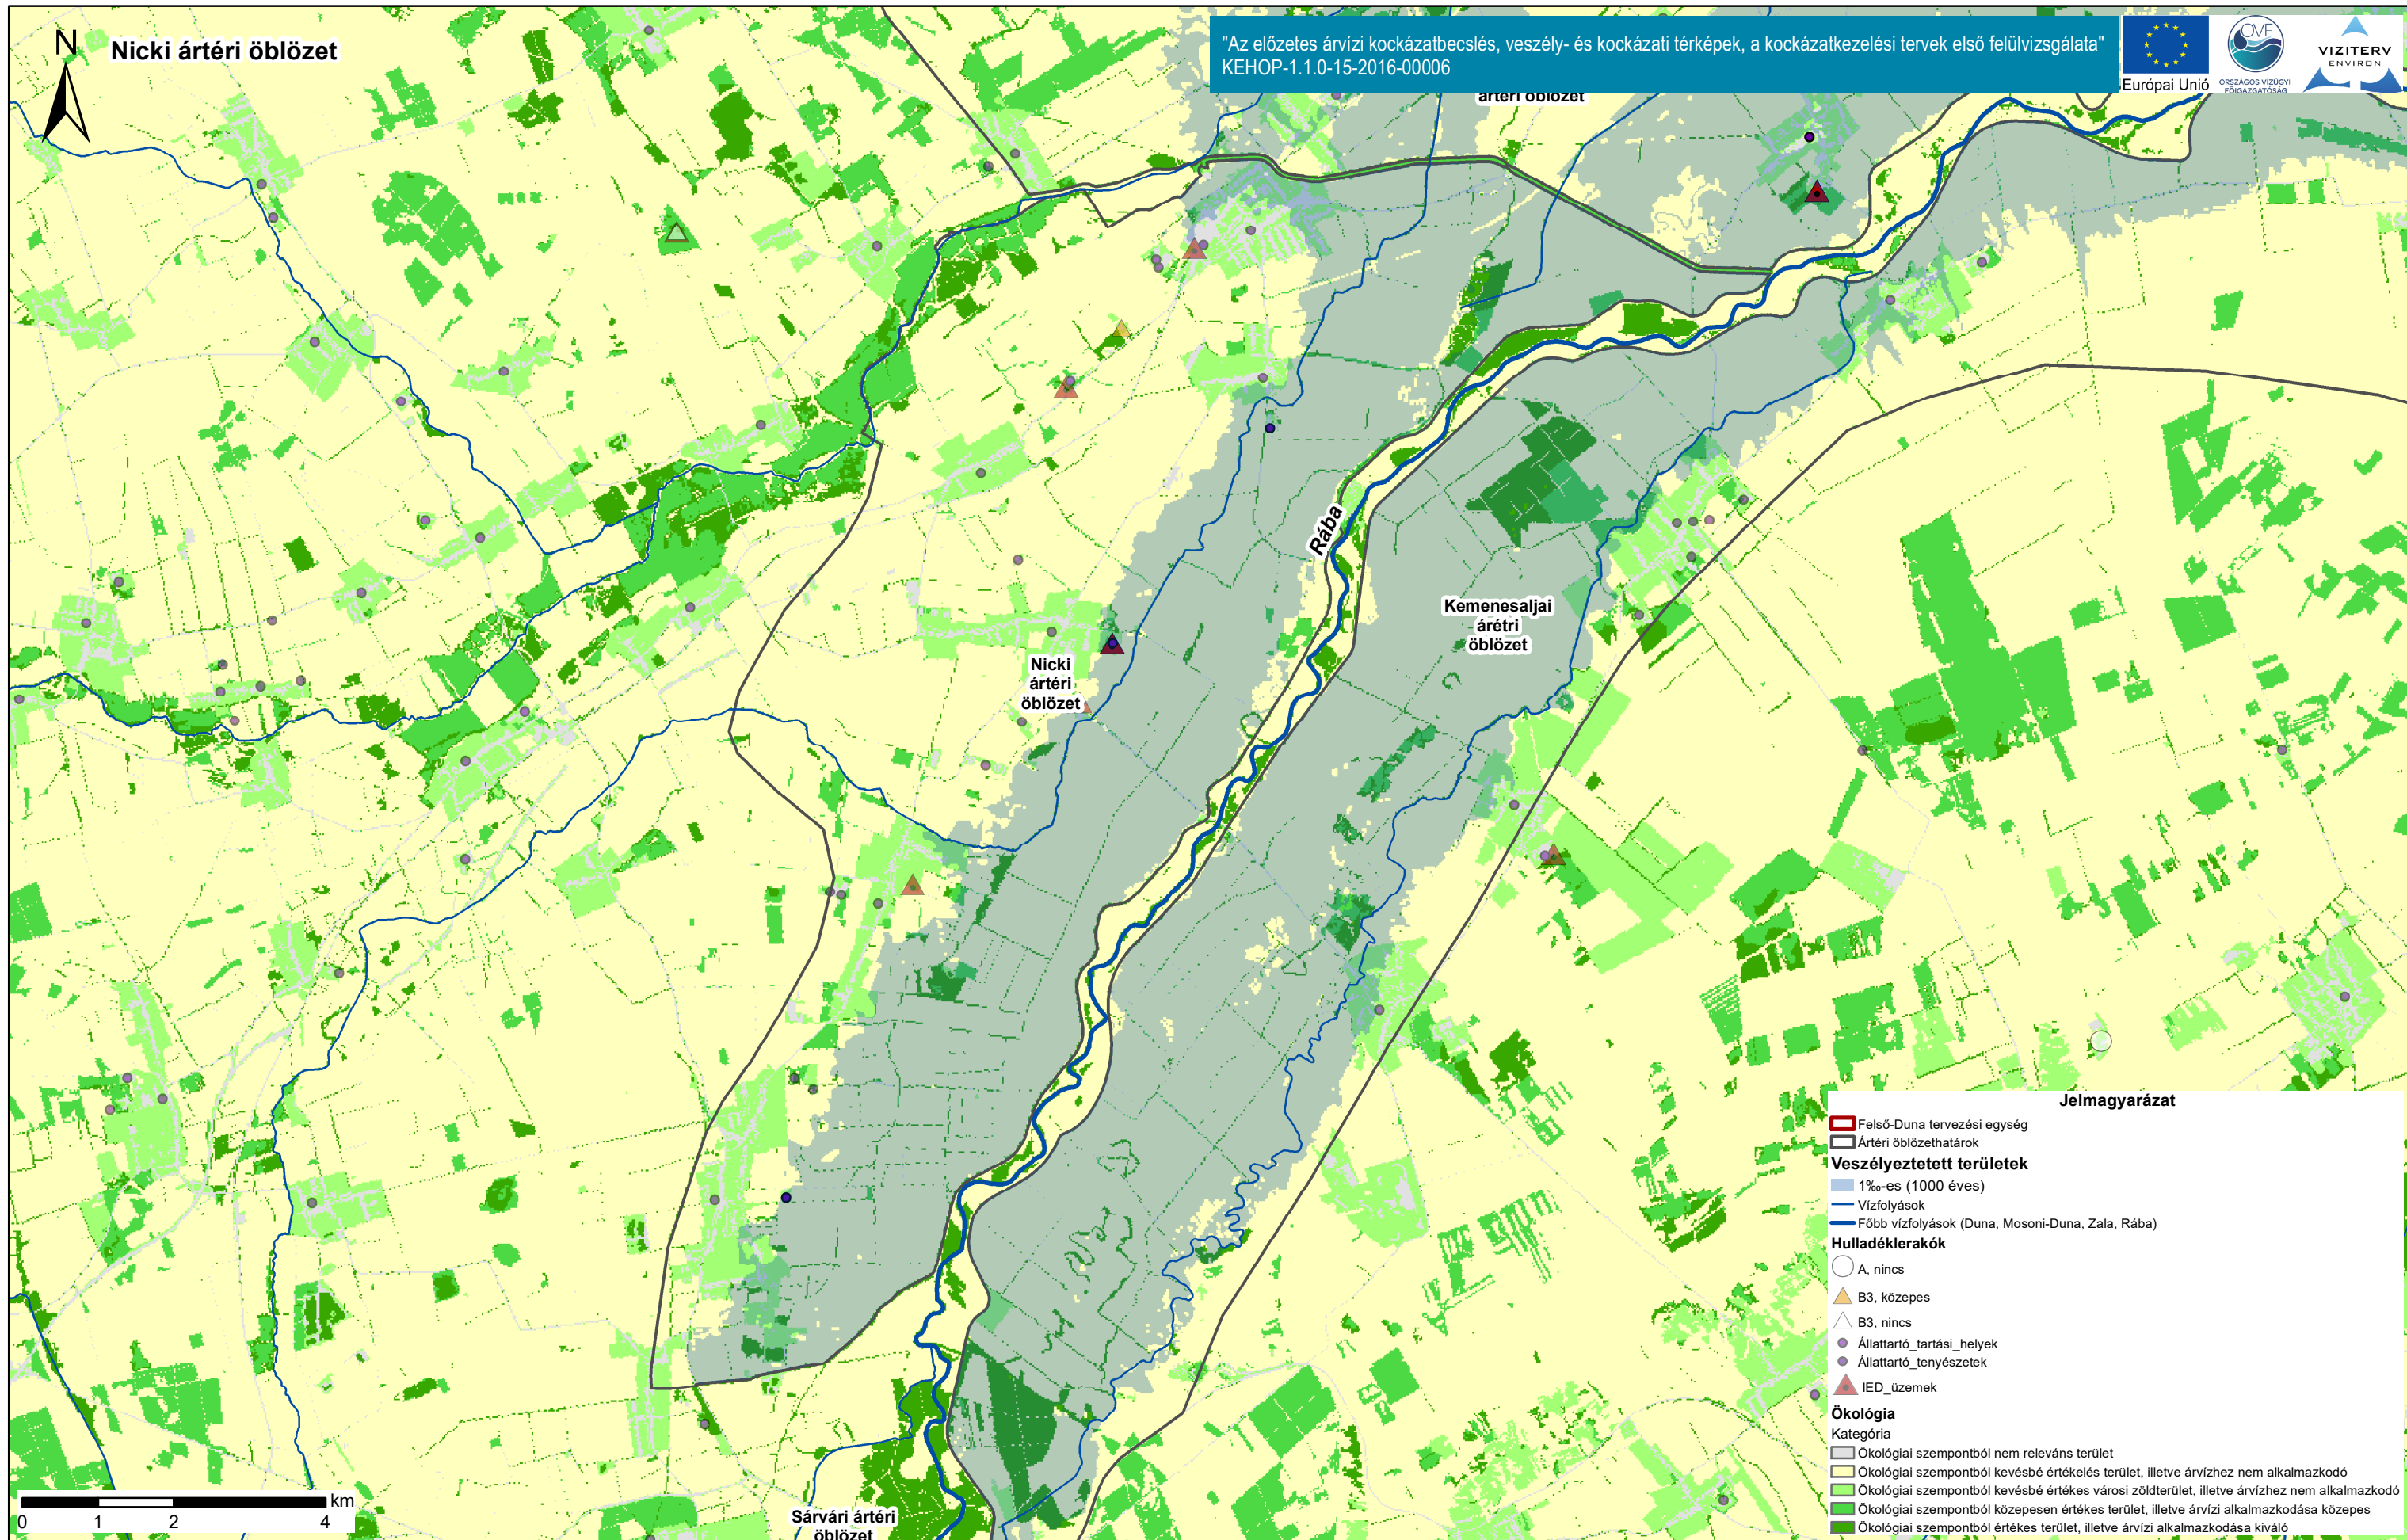 N
Nicki ártéri öblözet
"Az előzetes árvízi kockázatbecslés, veszély- és kockázati térképek, a kockázatkezelési tervek első felülvizsgálata"
KEHOP-1.1.0-15-2016-00006
Európai Unió
OVF
ORSZÁGOS VÍZÜGYI
FŐIGAZGATÓSÁG
VIZITERV
ENVIRON
ártéri öblözet
Rába
Kemenesaljai
árétri
öblözet
Nicki
ártéri
öblözet
Sárvári ártéri
öblözet
km
0 1 2 4
Jelmagyarázat
Felső-Duna tervezési egység
Ártéri öblözethatárok
Veszélyeztetett területek
1‰-es (1000 éves)
Vízfolyások
Főbb vízfolyások (Duna, Mosoni-Duna, Zala, Rába)
Hulladéklerakók
A, nincs
B3, közepes
B3, nincs
Állattartó_tartási_helyek
Állattartó_tenyészetek
IED_üzemek
Ökológia
Kategória
Ökológiai szempontból nem releváns terület
Ökológiai szempontból kevésbé értékelés terület, illetve árvízhez nem alkalmazkodó
Ökológiai szempontból kevésbé értékes városi zöldterület, illetve árvízhez nem alkalmazkodó
Ökológiai szempontból közepesen értékes terület, illetve árvízi alkalmazkodása közepes
Ökológiai szempontból értékes terület, illetve árvízi alkalmazkodása kiváló